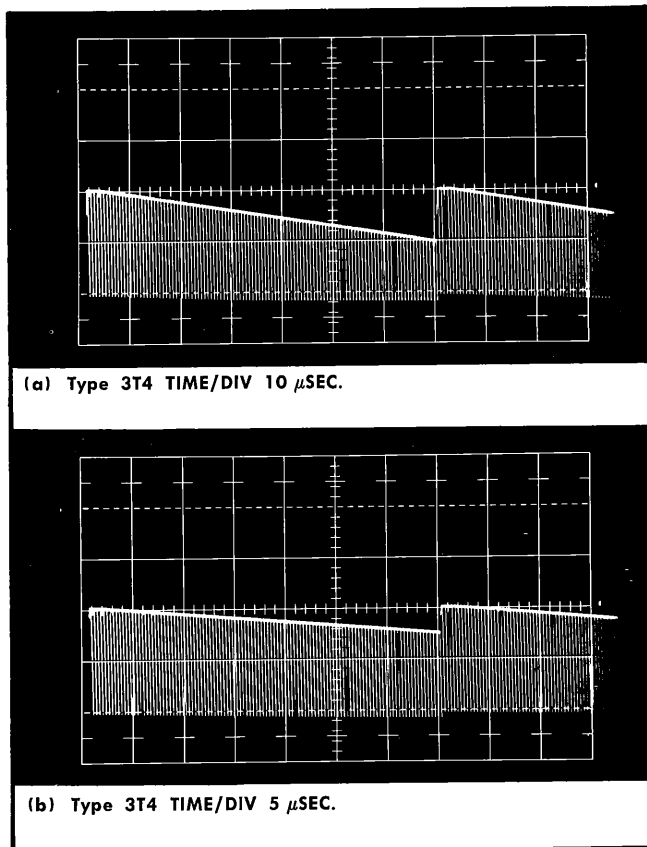 (a) Type 3T4 TIME/DIV 10 μSEC.
(b) Type 3T4 TIME/DIV 5 μSEC.